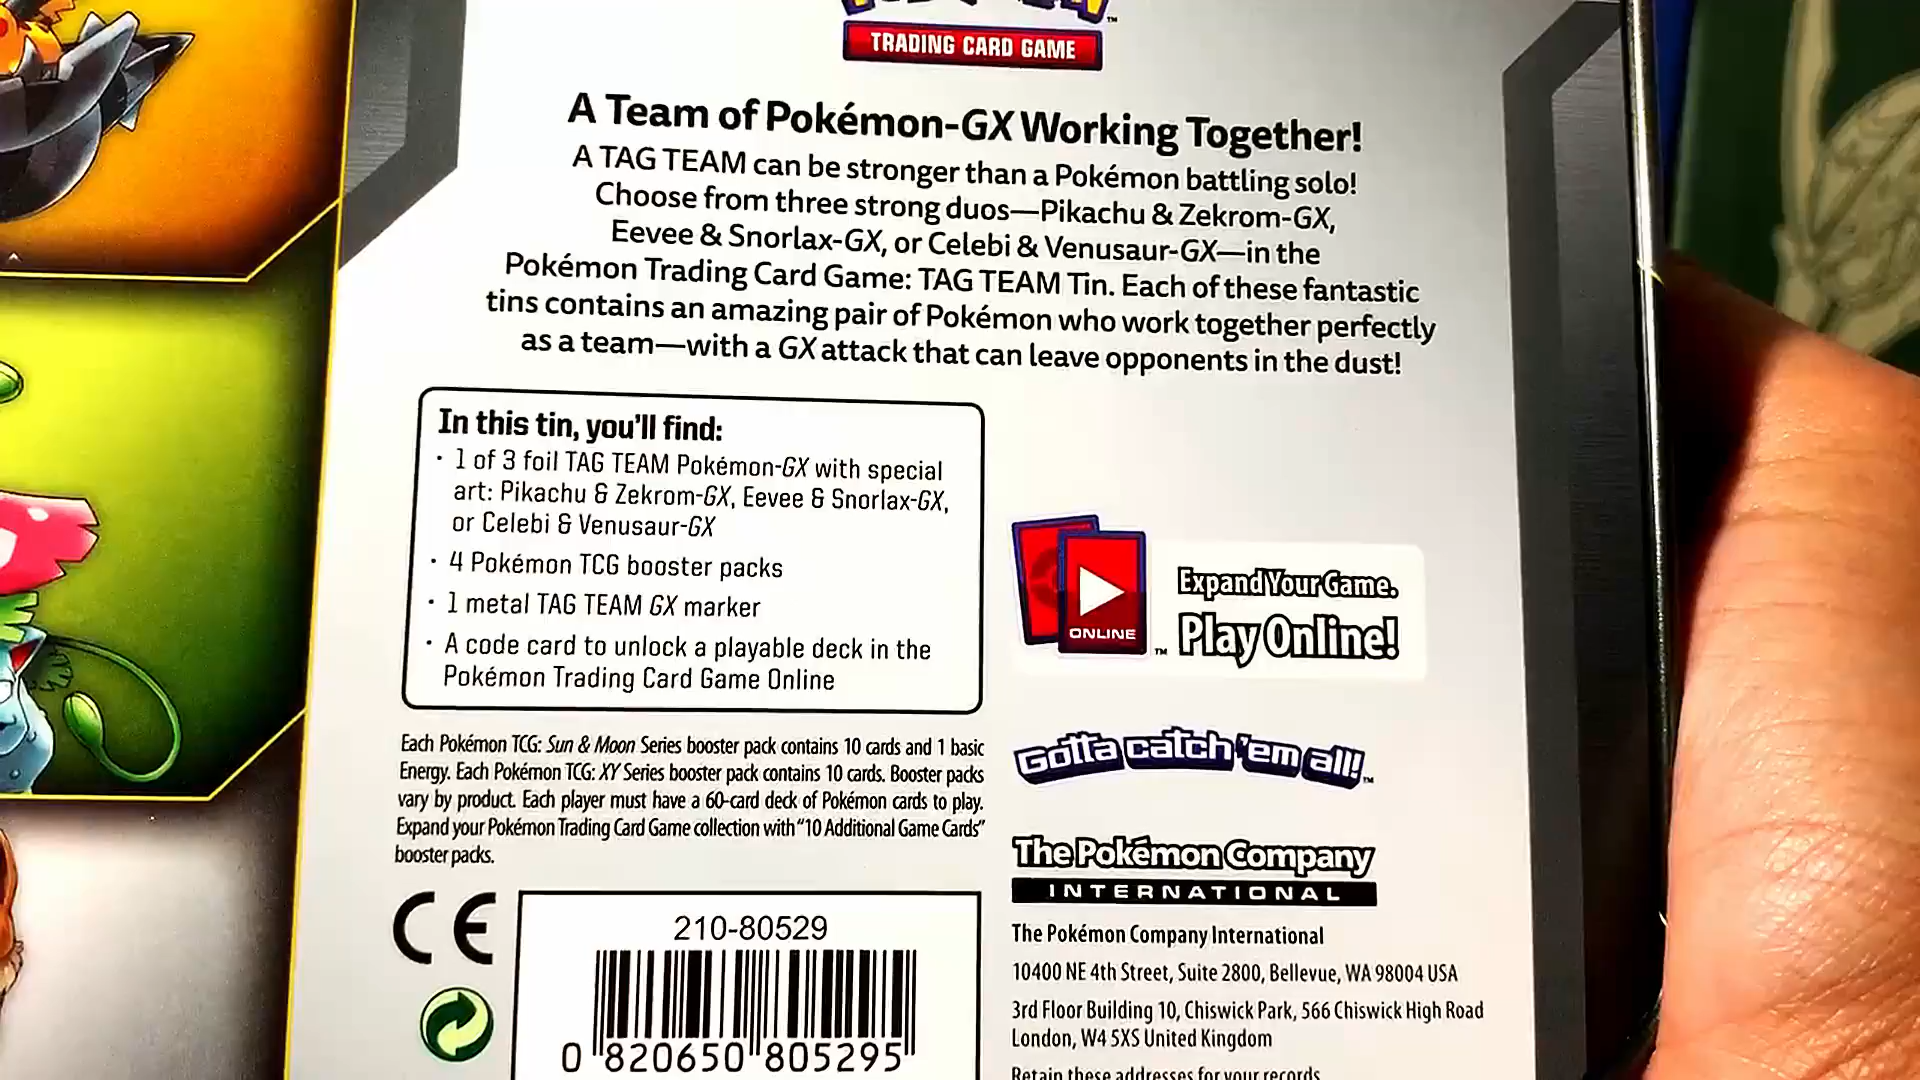 TRADING CARD GAME
A Team of Pokémon-GX Working Together!
A TAG TEAM can be stronger than a Pokémon battling solo!
Choose from three strong duos—Pikachu & Zekrom-GX,
Eevee & Snorlax-GX, or Celebi & Venusaur-GX—in the
Pokémon Trading Card Game: TAG TEAM Tin. Each of these fantastic
tins contains an amazing pair of Pokémon who work together perfectly
as a team—with a GX attack that can leave opponents in the dust!
In this tin, you'll find:
· 1 of 3 foil TAG TEAM Pokémon-GX with special
art: Pikachu & Zekrom-GX, Eevee & Snorlax-GX,
or Celebi & Venusaur-GX
· 4 Pokémon TCG booster packs
· 1 metal TAG TEAM GX marker
· A code card to unlock a playable deck in the
Pokémon Trading Card Game Online
Each Pokémon TCG: Sun & Moon Series booster pack contains 10 cards and 1 basic
Energy. Each Pokémon TCG: XY Series booster pack contains 10 cards. Booster packs
vary by product. Each player must have a 60-card deck of Pokémon cards to play.
Expand your Pokémon Trading Card Game collection with "10 Additional Game Cards"
booster packs.
CE
210-80529
0 820650 805295
ONLINE
™
Expand Your Game.
Play Online!
Gotta catch 'em all!™
The Pokémon Company
INTERNATIONAL
The Pokémon Company International
10400 NE 4th Street, Suite 2800, Bellevue, WA 98004 USA
3rd Floor Building 10, Chiswick Park, 566 Chiswick High Road
London, W4 5XS United Kingdom
Retain these addresses for your records